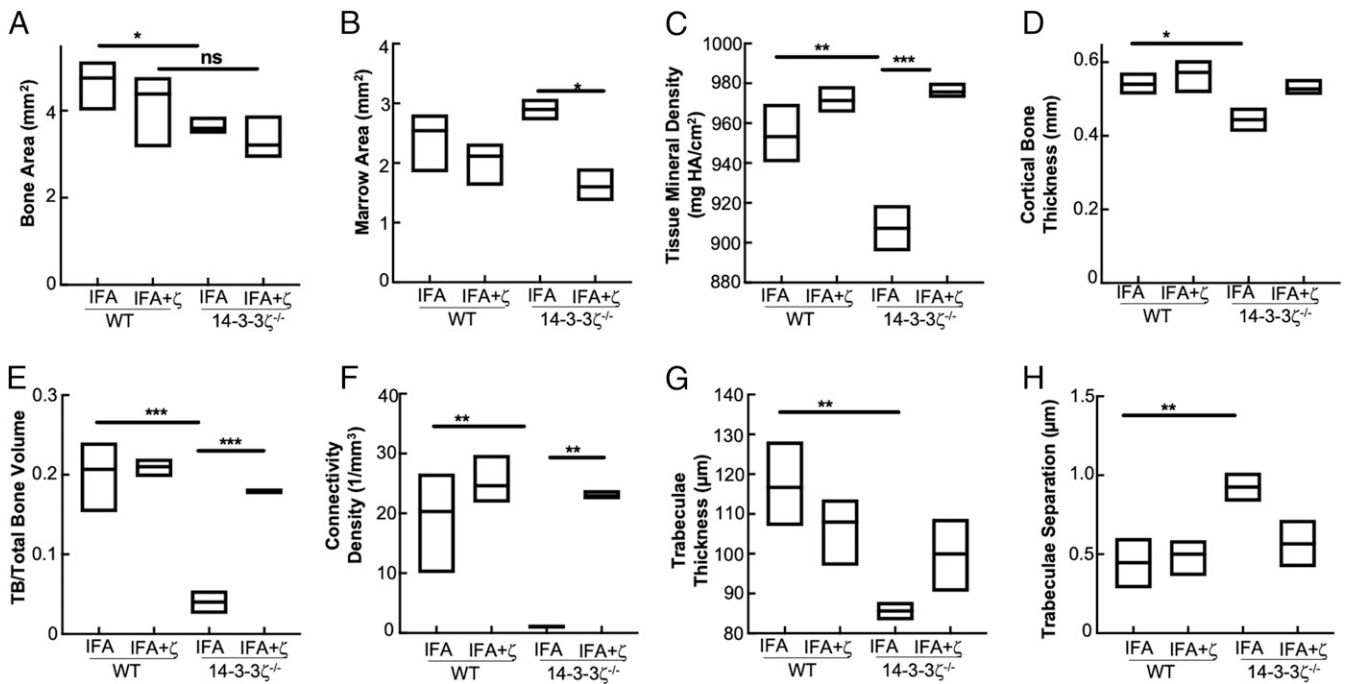 A
Bone Area (mm²)
4
2
0
*
ns
IFA IFA+ζ IFA IFA+ζ
WT 14-3-3ζ⁻/⁻
B
Marrow Area (mm²)
4
3
2
1
0
*
IFA IFA+ζ IFA IFA+ζ
WT 14-3-3ζ⁻/⁻
C
Tissue Mineral Density
(mg HA/cm²)
1000
980
960
940
920
900
880
**
***
IFA IFA+ζ IFA IFA+ζ
WT 14-3-3ζ⁻/⁻
D
Cortical Bone
Thickness (mm)
0.6
0.4
0.2
0
*
IFA IFA+ζ IFA IFA+ζ
WT 14-3-3ζ⁻/⁻
E
TB/Total Bone Volume
0.3
0.2
0.1
0
***
***
IFA IFA+ζ IFA IFA+ζ
WT 14-3-3ζ⁻/⁻
F
Connectivity
Density (1/mm³)
40
30
20
10
0
**
**
IFA IFA+ζ IFA IFA+ζ
WT 14-3-3ζ⁻/⁻
G
Trabeculae
Thickness (µm)
140
130
120
110
100
90
80
**
IFA IFA+ζ IFA IFA+ζ
WT 14-3-3ζ⁻/⁻
H
Trabeculae Separation (µm)
1.5
1.0
0.5
0
**
IFA IFA+ζ IFA IFA+ζ
WT 14-3-3ζ⁻/⁻